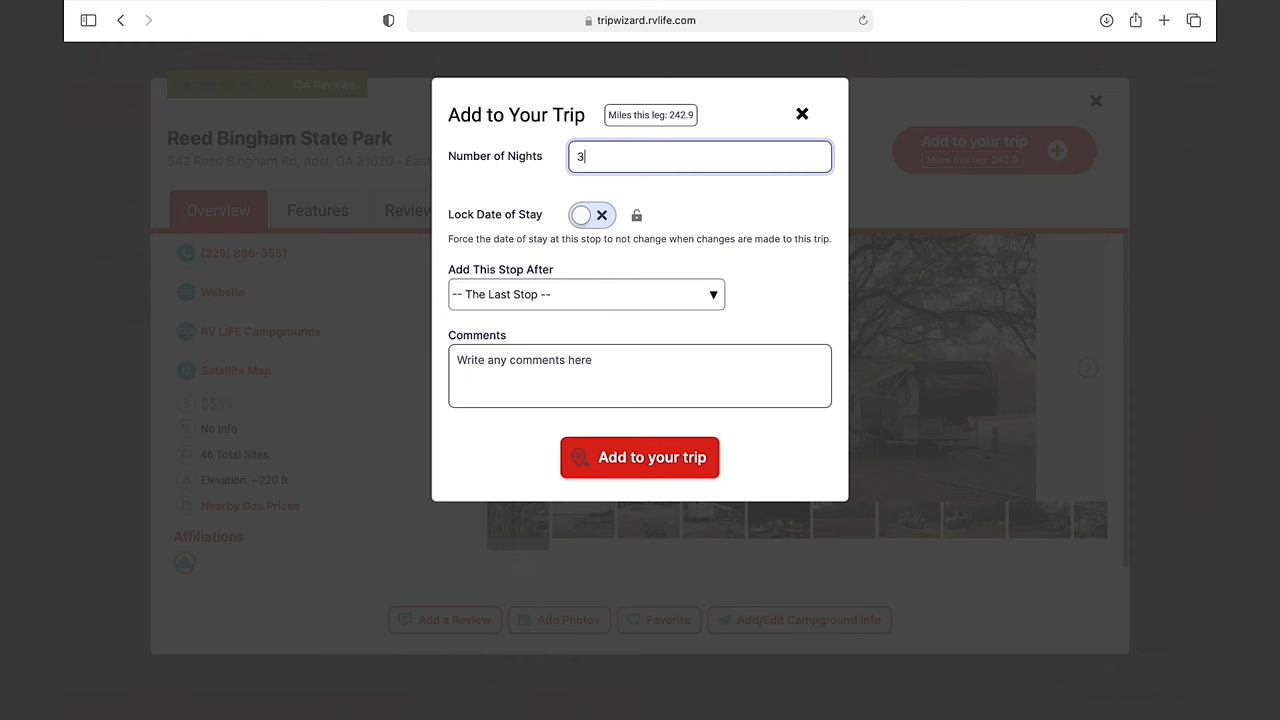 tripwizard.rvlife.com
134 Reviews
Reed Bingham State Park
542 Reed Bingham Rd, Adel, GA 31620 - East
Add to your trip
Miles this leg: 242.9
Overview
Features
Review
(229) 896-3551
Website
RV LIFE Campgrounds
Satellite Map
$$$$
No Info
46 Total Sites
Elevation: ~220 ft
Nearby Gas Prices
Affiliations
Add to Your Trip
Miles this leg: 242.9
Number of Nights
3
Lock Date of Stay
Force the date of stay at this stop to not change when changes are made to this trip.
Add This Stop After
-- The Last Stop --
Comments
Write any comments here
Add to your trip
Add a Review
Add Photos
Favorite
Add/Edit Campground Info